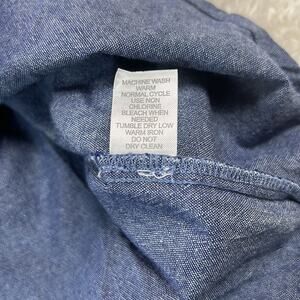 MACHINE WASH
WARM
NORMAL CYCLE
USE NON
CHLORINE
BLEACH WHEN
NEEDED
TUMBLE DRY LOW
WARM IRON
DO NOT
DRY CLEAN